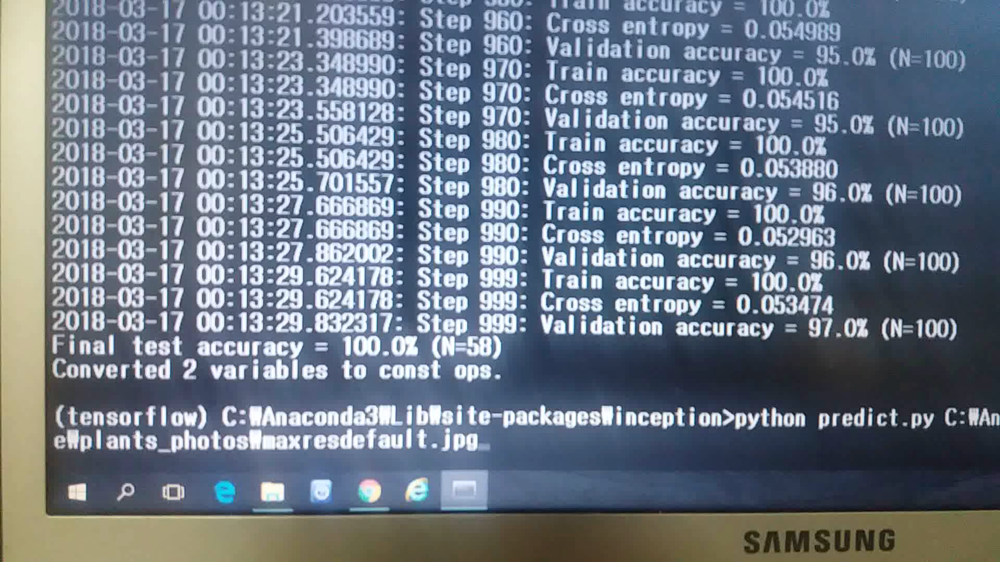 2018-03-17 00:13:21.203559: Step 960: Train accuracy = 100.0%
2018-03-17 00:13:21.203559: Step 960: Cross entropy = 0.054989
2018-03-17 00:13:21.398689: Step 960: Validation accuracy = 95.0% (N=100)
2018-03-17 00:13:23.348990: Step 970: Train accuracy = 100.0%
2018-03-17 00:13:23.348990: Step 970: Cross entropy = 0.054516
2018-03-17 00:13:23.558128: Step 970: Validation accuracy = 95.0% (N=100)
2018-03-17 00:13:25.506429: Step 980: Train accuracy = 100.0%
2018-03-17 00:13:25.506429: Step 980: Cross entropy = 0.053880
2018-03-17 00:13:25.701557: Step 980: Validation accuracy = 96.0% (N=100)
2018-03-17 00:13:27.666869: Step 990: Train accuracy = 100.0%
2018-03-17 00:13:27.666869: Step 990: Cross entropy = 0.052963
2018-03-17 00:13:27.862002: Step 990: Validation accuracy = 96.0% (N=100)
2018-03-17 00:13:29.624178: Step 999: Train accuracy = 100.0%
2018-03-17 00:13:29.624178: Step 999: Cross entropy = 0.053474
2018-03-17 00:13:29.832317: Step 999: Validation accuracy = 97.0% (N=100)
Final test accuracy = 100.0% (N=58)
Converted 2 variables to const ops.
(tensorflow) C:₩Anaconda3₩Lib₩site-packages₩inception>python predict.py C:₩An
e₩plants_photos₩maxresdefault.jpg_
SAMSUNG